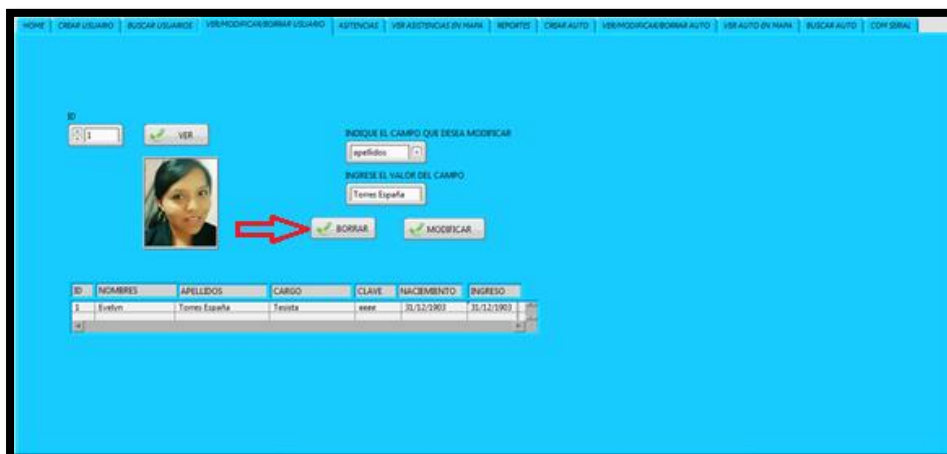 HOME CREAR USUARIO BUSCAR USUARIOS VER/MODIFICAR/BORRAR USUARIO ASITENCIAS VER ASISTENCIAS EN MAPA REPORTES CREAR AUTO VER/MODIFICAR/BORRAR AUTO VER AUTO EN MAPA BUSCAR AUTO COM SERIAL
ID
1 VER
INDIQUE EL CAMPO QUE DESEA MODIFICAR
apellidos
INGRESE EL VALOR DEL CAMPO
Torres España
BORRAR MODIFICAR
ID NOMBRES APELLIDOS CARGO CLAVE NACIEMIENTO INGRESO
1 Evelyn Torres España Tesista eeee 31/12/1903 31/12/1903